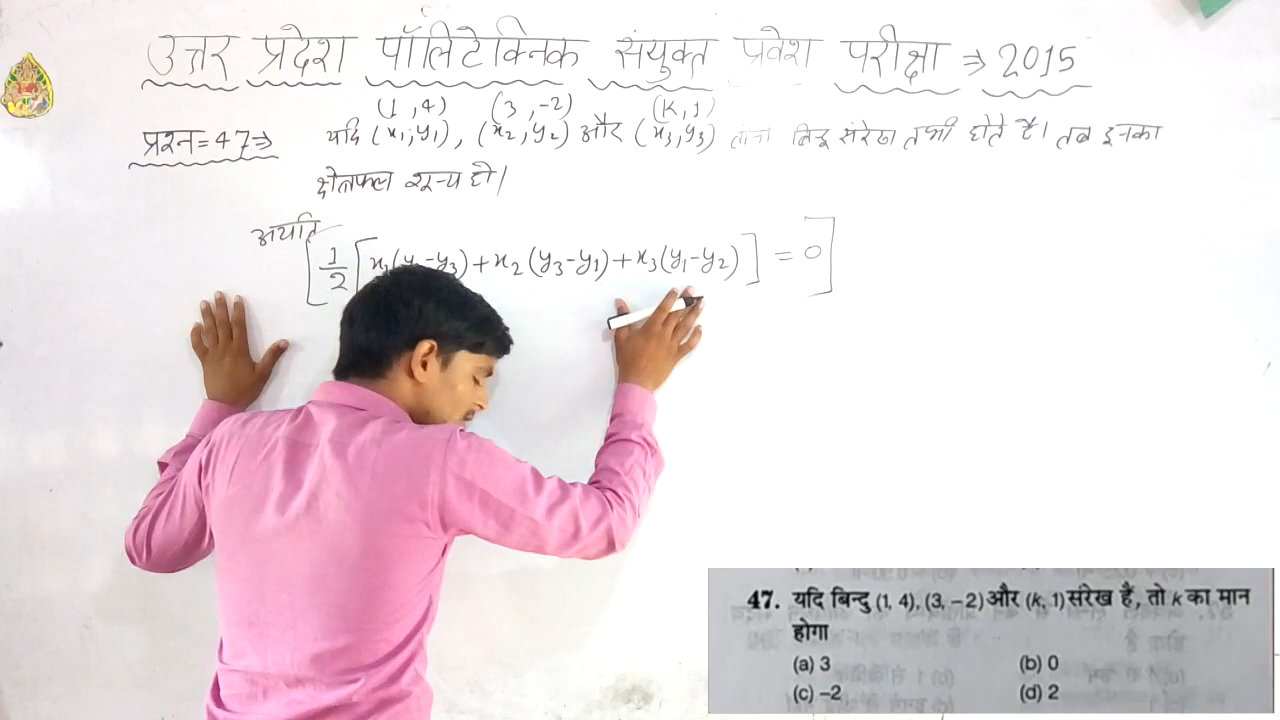 उत्तर प्रदेश पॉलिटेक्निक संयुक्त प्रवेश परीक्षा ⇒ 2015
(1, 4) (3, -2) (k, 1)
प्रश्न=47⇒ यदि (x₁, y₁), (x₂, y₂) और (x₃, y₃) बिन्दु संरेख तभी होते है। तब इनका
क्षेत्रफल शून्य हो।
अर्थात
[1/2 [x₁(y₂-y₃)+x₂(y₃-y₁)+x₃(y₁-y₂)] = 0]
47. यदि बिन्दु (1, 4), (3, -2) और (k, 1) संरेख हैं, तो k का मान
होगा
(a) 3 (b) 0
(c) -2 (d) 2